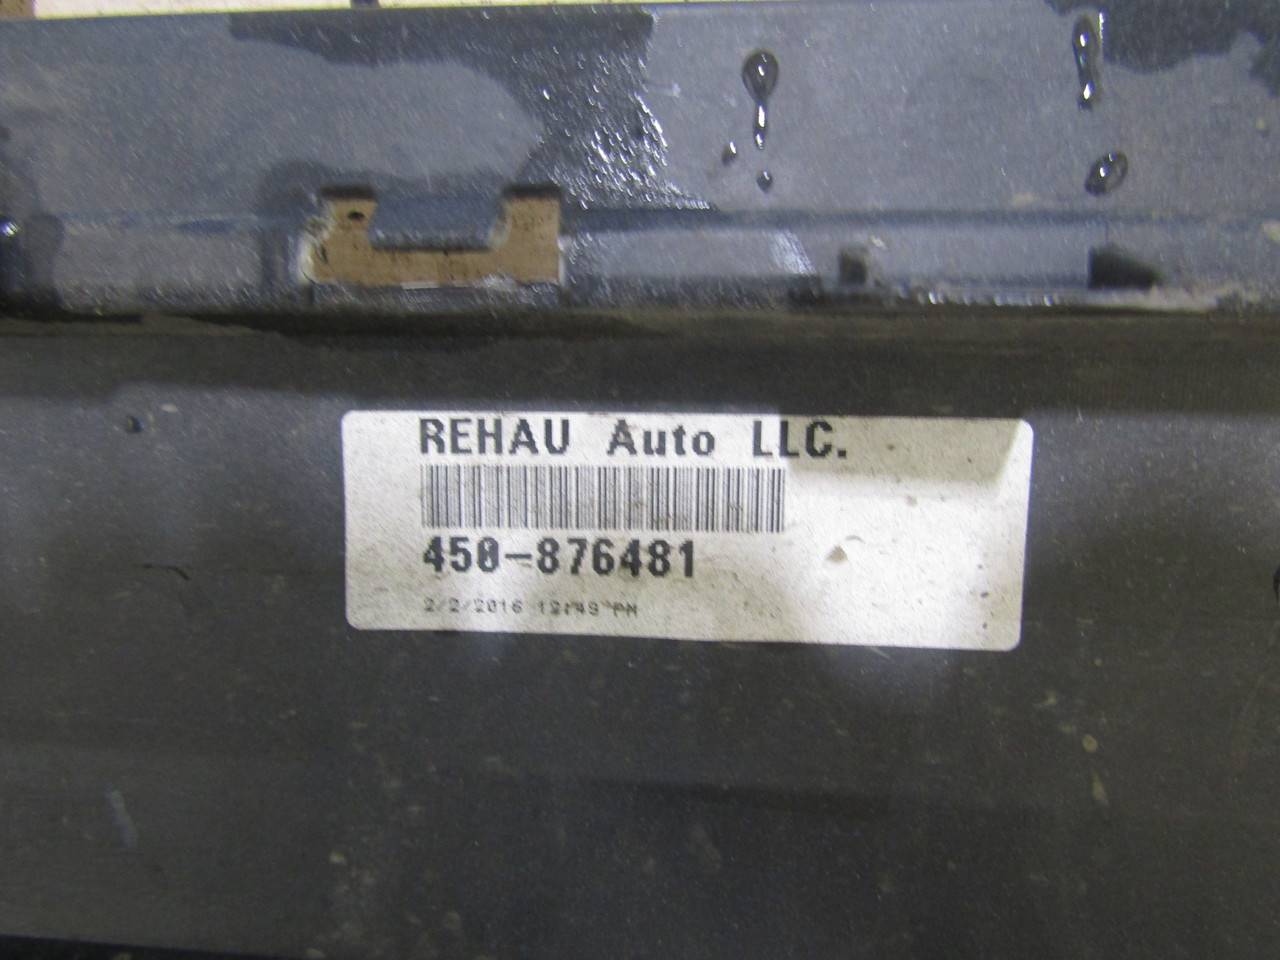 REHAU Auto LLC.
450-876481
2/2/2016 12:49 PM